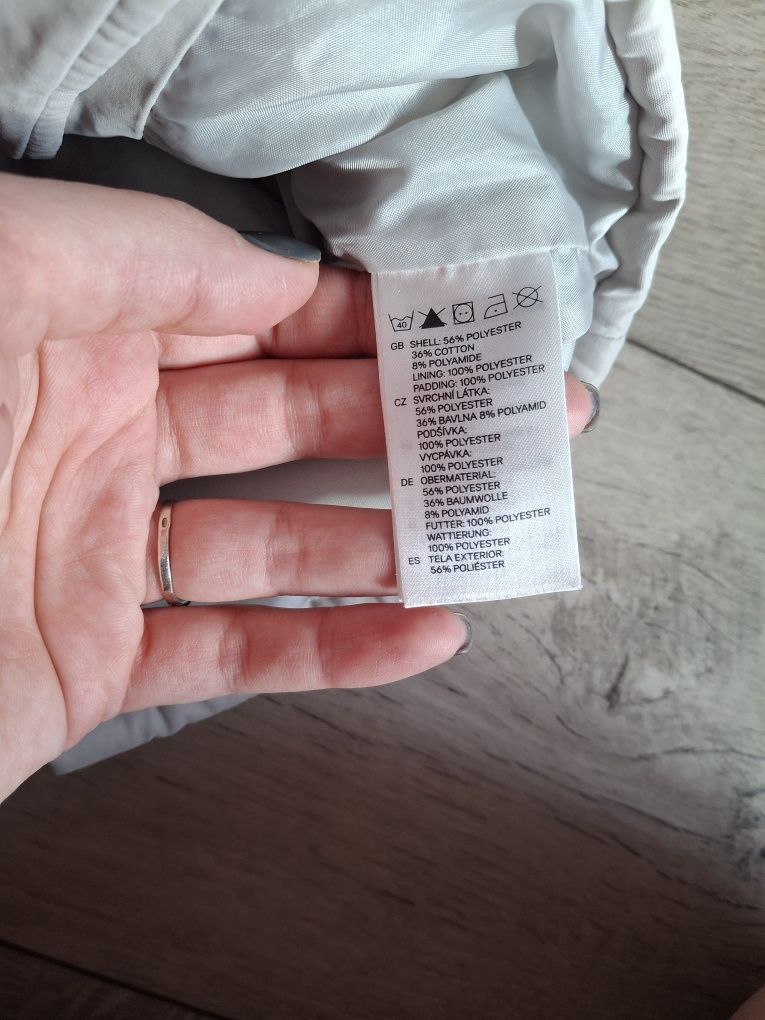 40
GB SHELL: 56% POLYESTER
36% COTTON
8% POLYAMIDE
LINING: 100% POLYESTER
PADDING: 100% POLYESTER
CZ SVRCHNÍ LÁTKA:
56% POLYESTER
36% BAVLNA 8% POLYAMID
PODŠÍVKA:
100% POLYESTER
VYCPÁVKA:
100% POLYESTER
DE OBERMATERIAL:
56% POLYESTER
36% BAUMWOLLE
8% POLYAMID
FUTTER: 100% POLYESTER
WATTIERUNG:
100% POLYESTER
ES TELA EXTERIOR:
56% POLIÉSTER